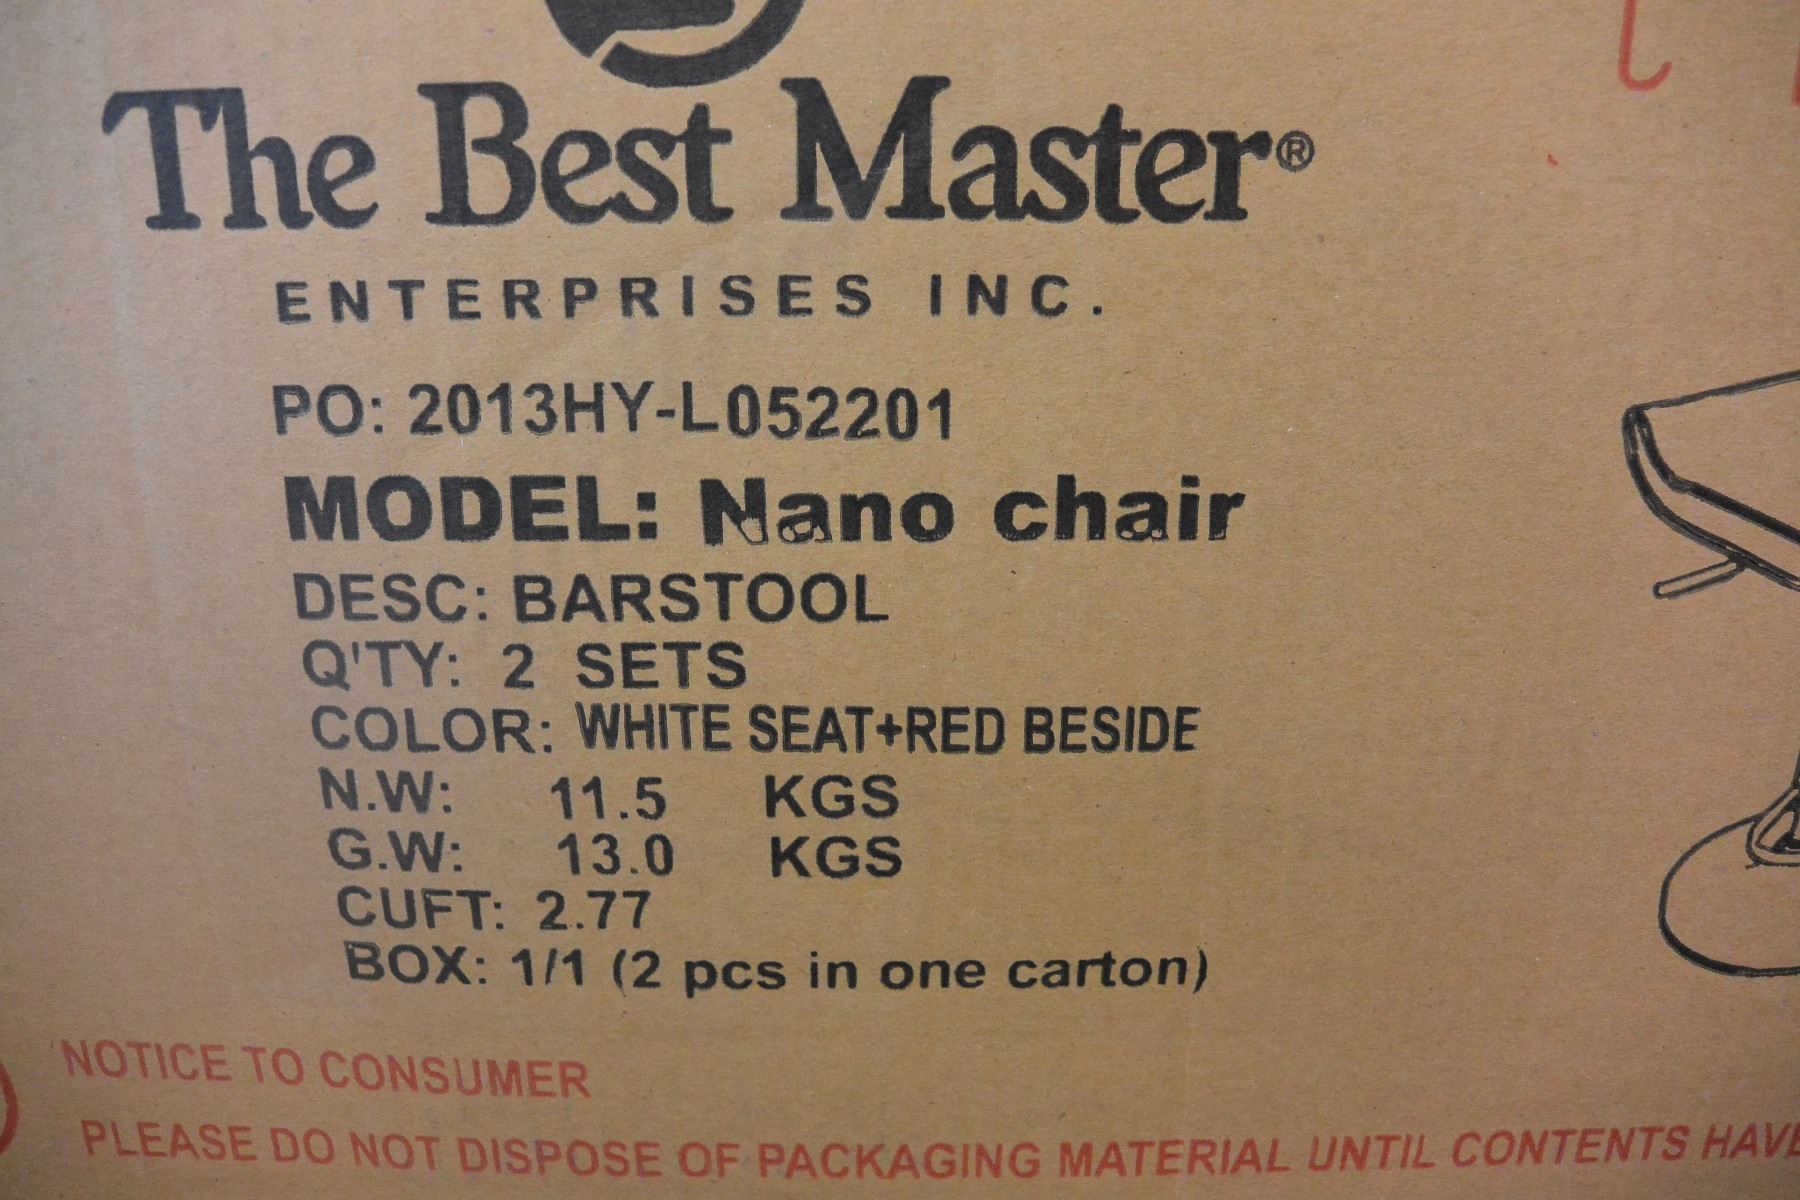 The Best Master®
ENTERPRISES INC.
PO: 2013HY-L052201
MODEL: Nano chair
DESC: BARSTOOL
Q'TY: 2 SETS
COLOR: WHITE SEAT+RED BESIDE
N.W: 11.5 KGS
G.W: 13.0 KGS
CUFT: 2.77
BOX: 1/1 (2 pcs in one carton)
NOTICE TO CONSUMER
PLEASE DO NOT DISPOSE OF PACKAGING MATERIAL UNTIL CONTENTS HAVE